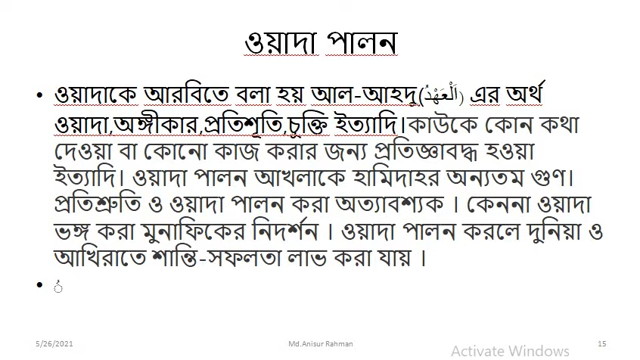 ওয়াদা পালন
• ওয়াদাকে আরবিতে বলা হয় আল-আহদু(اَلْعَهْدُ) এর অর্থ
ওয়াদা,অঙ্গীকার,প্রতিশৃতি,চুক্তি ইত্যাদি।কাউকে কোন কথা
দেওয়া বা কোনো কাজ করার জন্য প্রতিজ্ঞাবদ্ধ হওয়া
ইত্যাদি। ওয়াদা পালন আখলাকে হামিদাহর অন্যতম গুণ।
প্রতিশ্রুতি ও ওয়াদা পালন করা অত্যাবশ্যক । কেননা ওয়াদা
ভঙ্গ করা মুনাফিকের নিদর্শন । ওয়াদা পালন করলে দুনিয়া ও
আখিরাতে শান্তি-সফলতা লাভ করা যায় ।
5/26/2021
Md.Anisur Rahman
15
Activate Windows